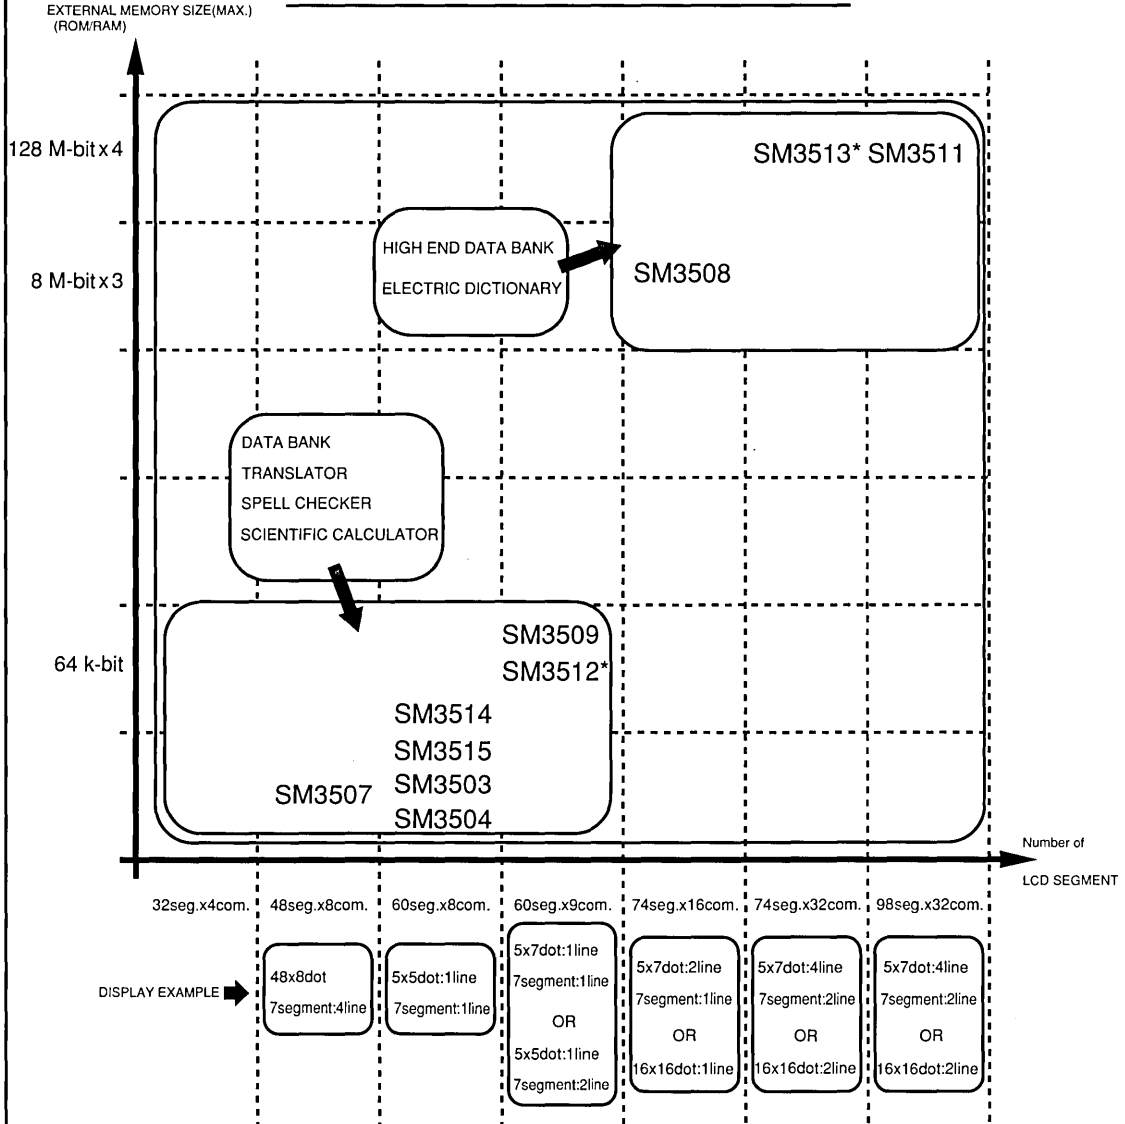 EXTERNAL MEMORY SIZE(MAX.)
(ROM/RAM)
128 M-bit x 4
SM3513* SM3511
HIGH END DATA BANK
ELECTRIC DICTIONARY
8 M-bit x 3
SM3508
DATA BANK
TRANSLATOR
SPELL CHECKER
SCIENTIFIC CALCULATOR
64 k-bit
SM3509
SM3512*
SM3514
SM3515
SM3507
SM3503
SM3504
Number of
LCD SEGMENT
32seg.x4com. 48seg.x8com. 60seg.x8com. 60seg.x9com. 74seg.x16com. 74seg.x32com. 98seg.x32com.
DISPLAY EXAMPLE
48x8dot
7segment:4line
5x5dot:1line
7segment:1line
5x7dot:1line
7segment:1line
OR
5x5dot:1line
7segment:2line
5x7dot:2line
7segment:1line
OR
16x16dot:1line
5x7dot:4line
7segment:2line
OR
16x16dot:2line
5x7dot:4line
7segment:2line
OR
16x16dot:2line